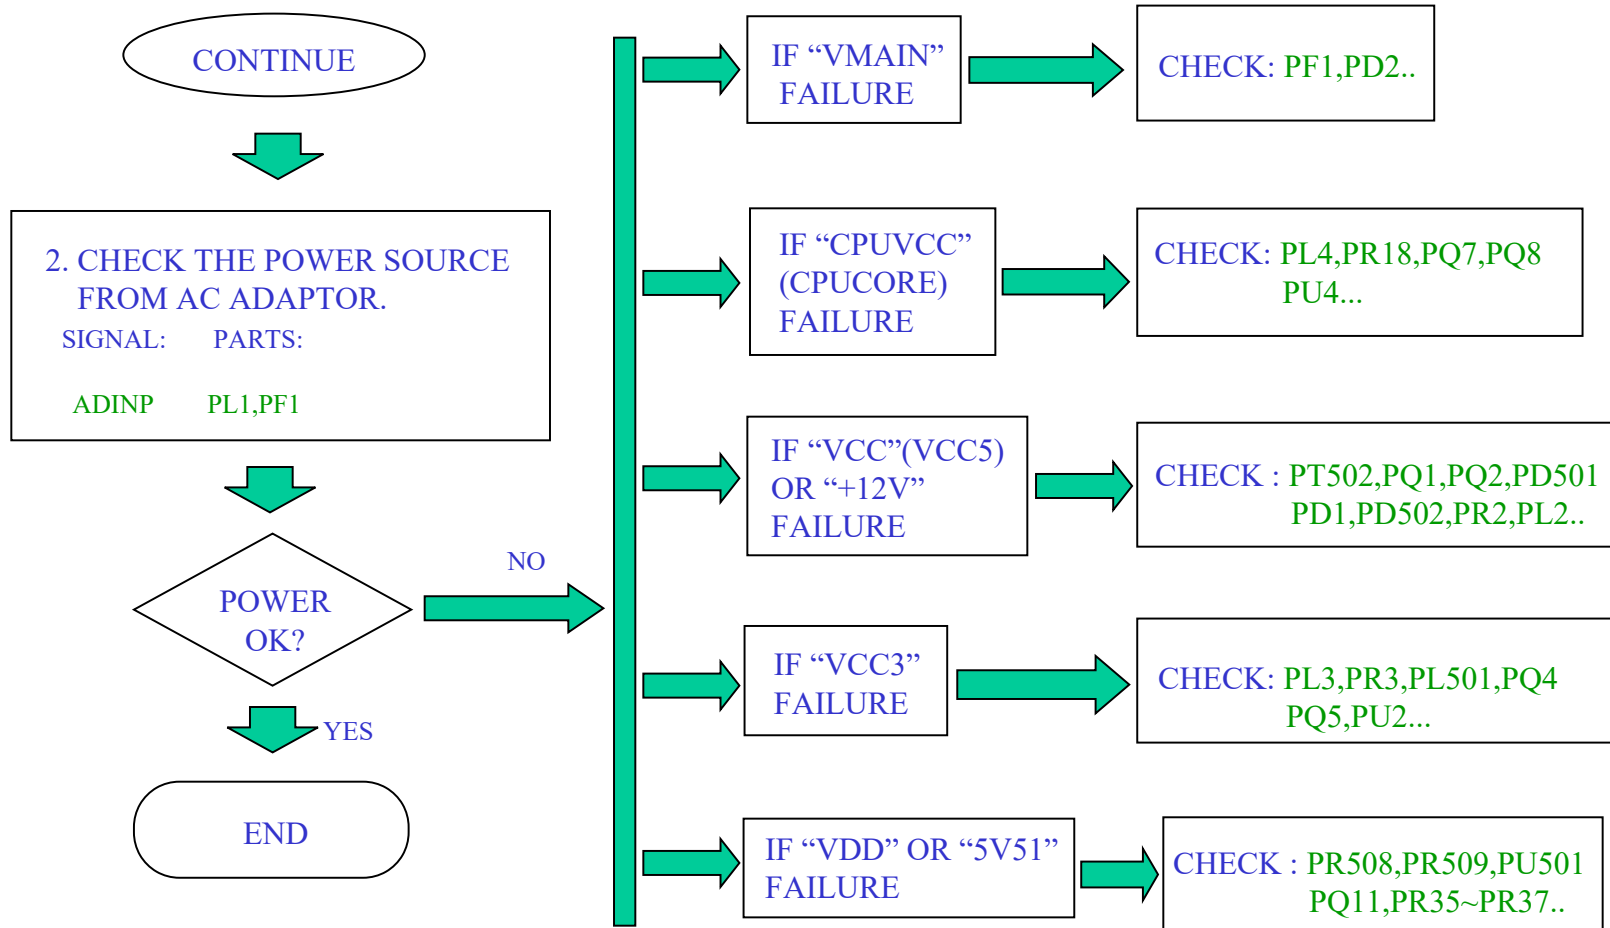 CONTINUE
2. CHECK THE POWER SOURCE
FROM AC ADAPTOR.
SIGNAL: PARTS:
ADINP PL1,PF1
POWER
OK?
NO
YES
END
IF “VMAIN”
FAILURE
CHECK: PF1,PD2..
IF “CPUVCC”
(CPUCORE)
FAILURE
CHECK: PL4,PR18,PQ7,PQ8
PU4...
IF “VCC”(VCC5)
OR “+12V”
FAILURE
CHECK : PT502,PQ1,PQ2,PD501
PD1,PD502,PR2,PL2..
IF “VCC3”
FAILURE
CHECK: PL3,PR3,PL501,PQ4
PQ5,PU2...
IF “VDD” OR “5V51”
FAILURE
CHECK : PR508,PR509,PU501
PQ11,PR35~PR37..